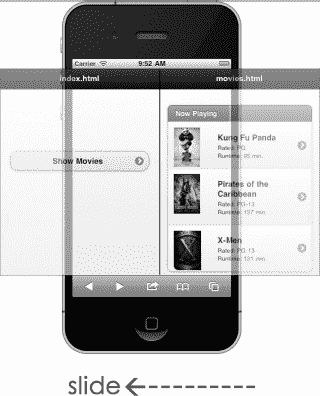 Carrier 9:52 AM
index.html movies.html
Now Playing
Show Movies
Kung Fu Panda
Rated: PG
Runtime: 95 min.
Pirates of the
Caribbean
Rated: PG-13
Runtime: 137 min.
X-Men
Rated: PG-13
Runtime: 131 min.
slide